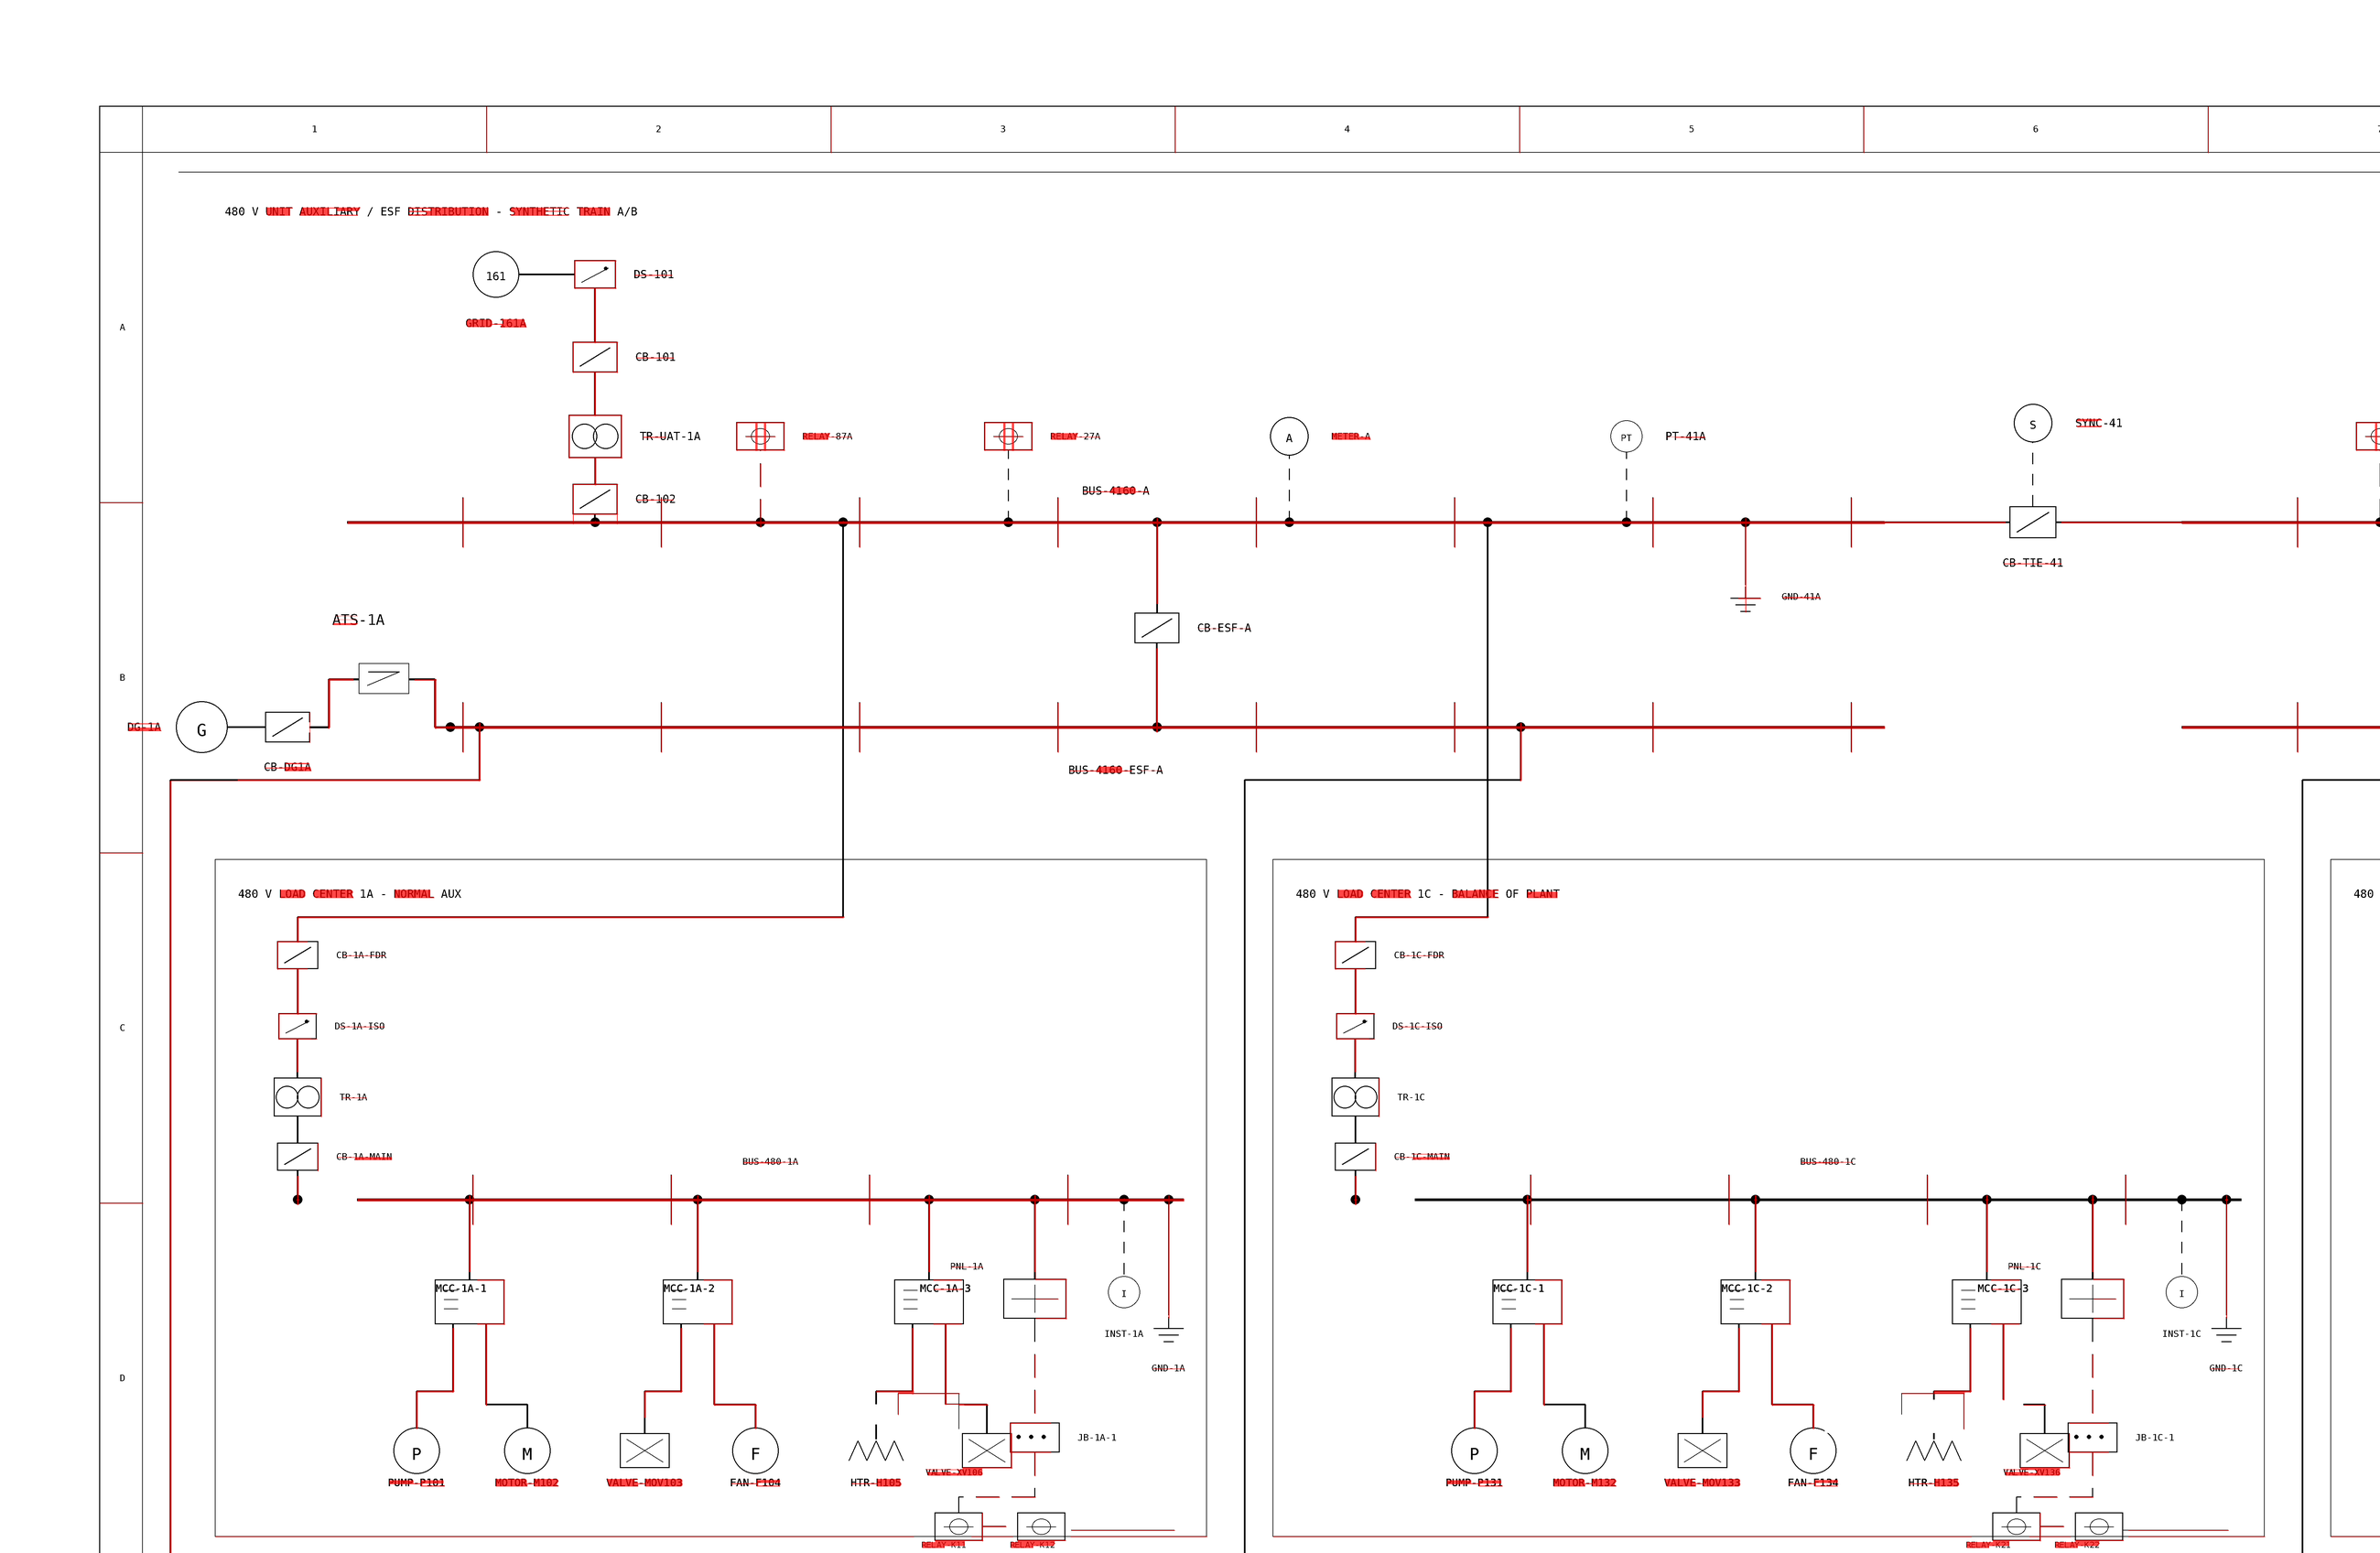 1 2 3 4 5 6
480 V UNIT AUXILIARY / ESF DISTRIBUTION - SYNTHETIC TRAIN A/B
161 DS-101
GRID-161A
A
CB-101
S SYNC-41
TR-UAT-1A RELAY-87A RELAY-27A A METER-A PT PT-41A
BUS-4160-A
CB-102
CB-TIE-41
GND-41A
ATS-1A
CB-ESF-A
B
DG-1A G
CB-DG1A BUS-4160-ESF-A
480 V LOAD CENTER 1A - NORMAL AUX 480 V LOAD CENTER 1C - BALANCE OF PLANT 480
CB-1A-FDR CB-1C-FDR
C
DS-1A-ISO DS-1C-ISO
TR-1A TR-1C
CB-1A-MAIN CB-1C-MAIN
BUS-480-1A BUS-480-1C
PNL-1A PNL-1C
MCC-1A-1 MCC-1A-2 MCC-1A-3 I MCC-1C-1 MCC-1C-2 MCC-1C-3 I
INST-1A INST-1C
GND-1A GND-1C
D
JB-1A-1 JB-1C-1
P M F P M F
VALVE-XV106 VALVE-XV136
PUMP-P101 MOTOR-M102 VALVE-MOV103 FAN-F104 HTR-H105 PUMP-P131 MOTOR-M132 VALVE-MOV133 FAN-F134 HTR-H135
RELAY-K11 RELAY-K12 RELAY-K21 RELAY-K22